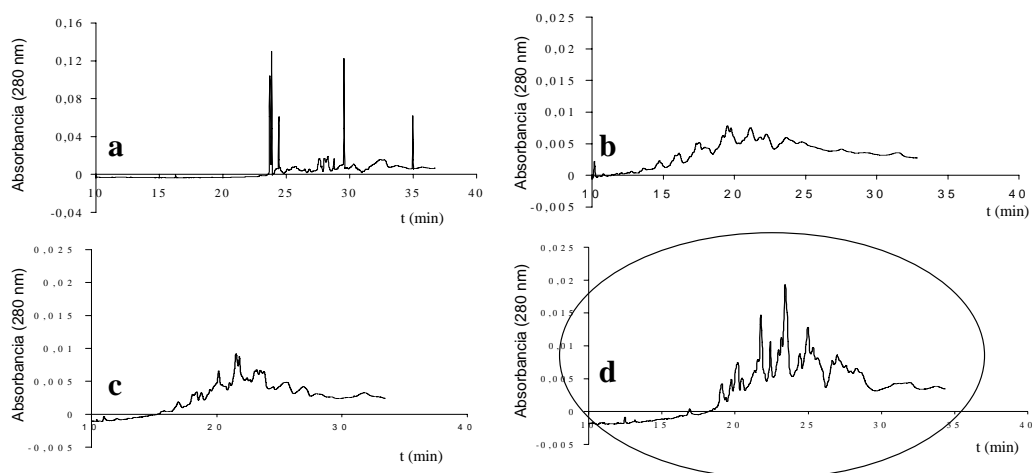 Absorbancia (280 nm)
0,16
0,12
0,08
0,04
0
-0,04
a
10 15 20 25 30 35 40
t (min)
Absorbancia (280 nm)
0,025
0,02
0,015
0,01
0,005
0
-0,005
b
10 15 20 25 30 35 40
t (min)
Absorbancia (280 nm)
0,025
0,02
0,015
0,01
0,005
0
-0,005
c
10 20 30 40
t (min)
Absorbancia (280 nm)
0,025
0,02
0,015
0,01
0,005
0
-0,005
d
10 15 20 25 30 35 40
t (min)